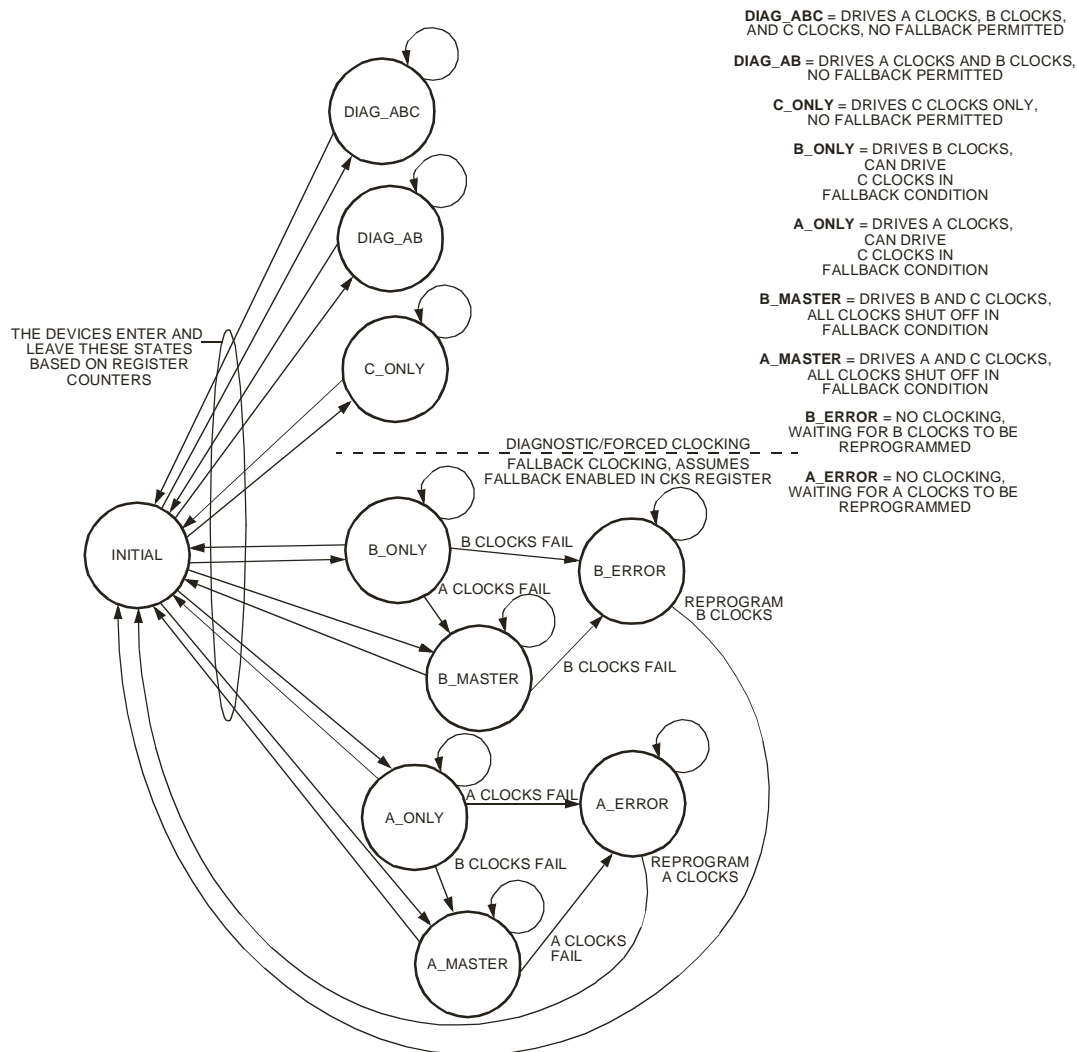 DIAG_ABC = DRIVES A CLOCKS, B CLOCKS,
AND C CLOCKS, NO FALLBACK PERMITTED
DIAG_AB = DRIVES A CLOCKS AND B CLOCKS,
NO FALLBACK PERMITTED
C_ONLY = DRIVES C CLOCKS ONLY,
NO FALLBACK PERMITTED
B_ONLY = DRIVES B CLOCKS,
CAN DRIVE
C CLOCKS IN
FALLBACK CONDITION
A_ONLY = DRIVES A CLOCKS,
CAN DRIVE
C CLOCKS IN
FALLBACK CONDITION
B_MASTER = DRIVES B AND C CLOCKS,
ALL CLOCKS SHUT OFF IN
FALLBACK CONDITION
A_MASTER = DRIVES A AND C CLOCKS,
ALL CLOCKS SHUT OFF IN
FALLBACK CONDITION
B_ERROR = NO CLOCKING,
WAITING FOR B CLOCKS TO BE
REPROGRAMMED
A_ERROR = NO CLOCKING,
WAITING FOR A CLOCKS TO BE
REPROGRAMMED
DIAG_ABC
DIAG_AB
THE DEVICES ENTER AND
LEAVE THESE STATES
BASED ON REGISTER
COUNTERS
C_ONLY
DIAGNOSTIC/FORCED CLOCKING
FALLBACK CLOCKING, ASSUMES
FALLBACK ENABLED IN CKS REGISTER
INITIAL
B_ONLY
B CLOCKS FAIL
B_ERROR
A CLOCKS FAIL
REPROGRAM
B CLOCKS
B_MASTER
B CLOCKS FAIL
A_ONLY
A CLOCKS FAIL
A_ERROR
B CLOCKS FAIL
REPROGRAM
A CLOCKS
A_MASTER
A CLOCKS
FAIL